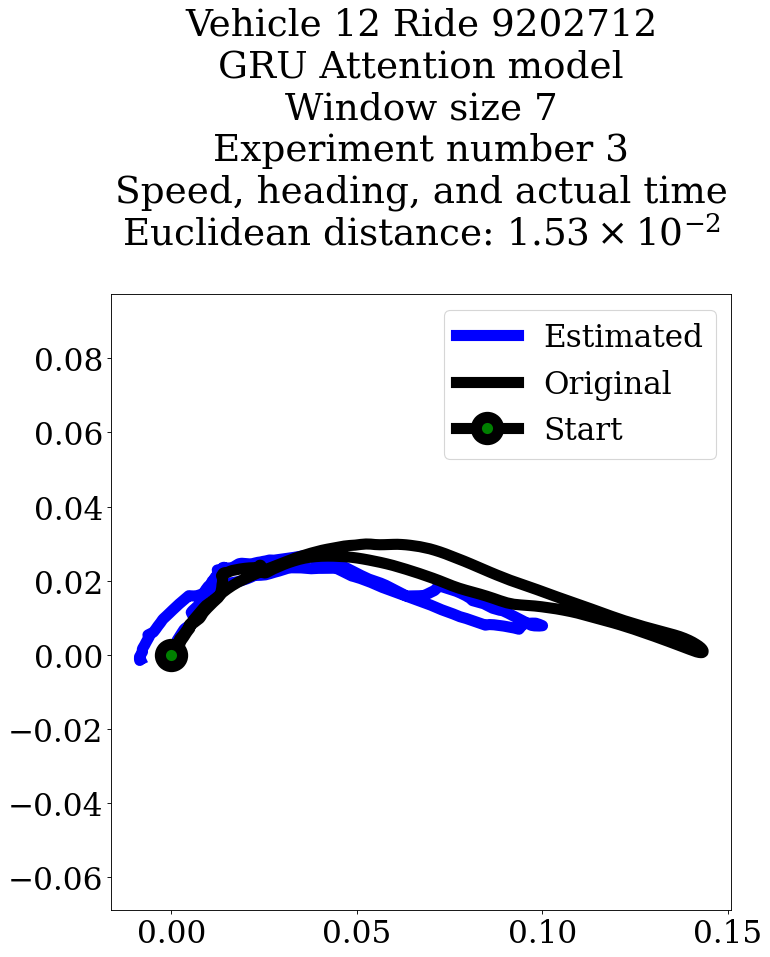 Vehicle 12 Ride 9202712
GRU Attention model
Window size 7
Experiment number 3
Speed, heading, and actual time
Euclidean distance: 1.53 × 10⁻²
Estimated
Original
Start
0.08
0.06
0.04
0.02
0.00
−0.02
−0.04
−0.06
0.00 0.05 0.10 0.15